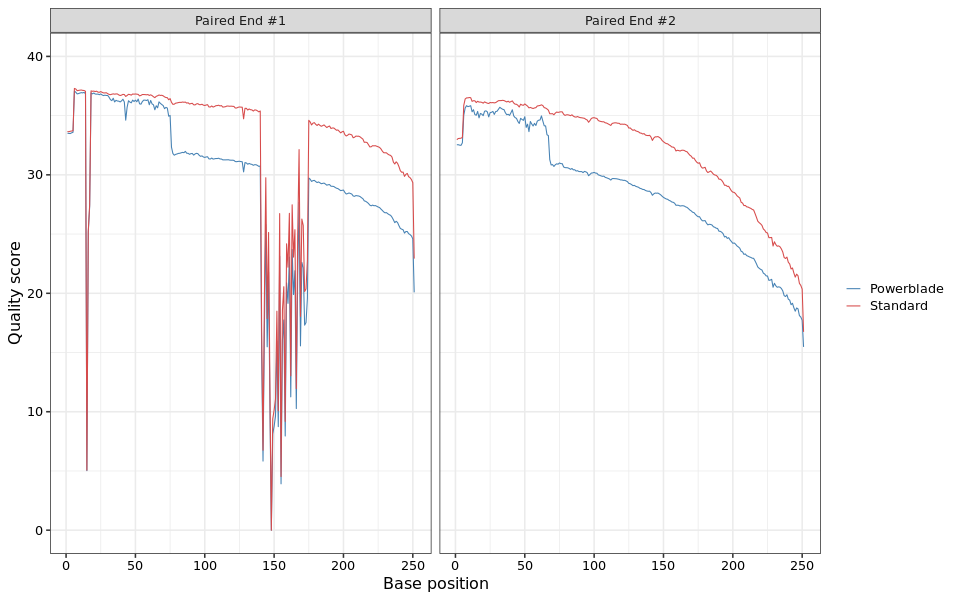 Paired End #1
Paired End #2
Quality score
40
30
20
10
0
0 50 100 150 200 250
0 50 100 150 200 250
Base position
Powerblade
Standard